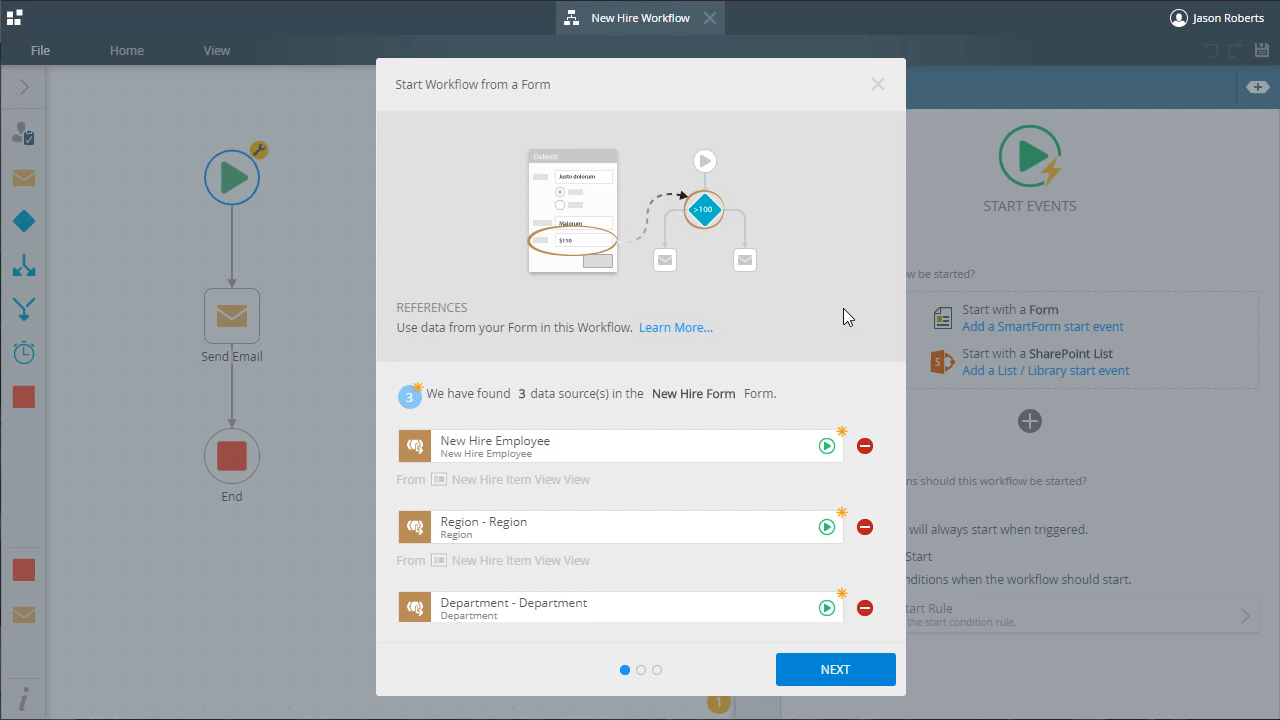 New Hire Workflow
Jason Roberts
File
Home
View
Start Workflow from a Form
Deleniti
Justo dolorum
Maiorum
$110
>100
REFERENCES
Use data from your Form in this Workflow. Learn More...
3 We have found 3 data source(s) in the New Hire Form Form.
New Hire Employee
New Hire Employee
From New Hire Item View View
Region - Region
Region
From New Hire Item View View
Department - Department
Department
NEXT
Send Email
End
START EVENTS
w be started?
Start with a Form
Add a SmartForm start event
Start with a SharePoint List
Add a List / Library start event
ns should this workflow be started?
will always start when triggered.
Start
nditions when the workflow should start.
tart Rule
the start condition rule.
1